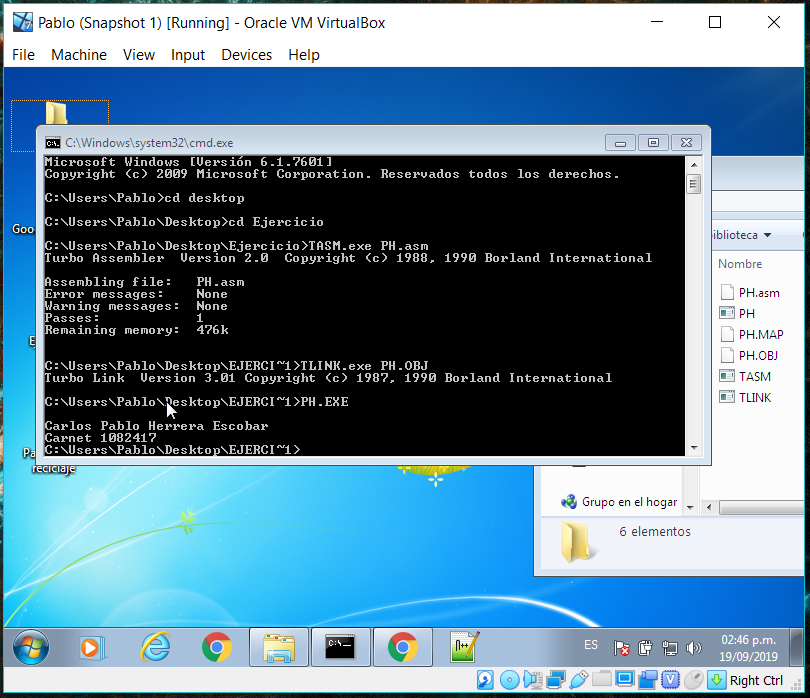 Pablo (Snapshot 1) [Running] - Oracle VM VirtualBox
File Machine View Input Devices Help
C:\Windows\system32\cmd.exe
Microsoft Windows [Versión 6.1.7601]
Copyright (c) 2009 Microsoft Corporation. Reservados todos los derechos.
C:\Users\Pablo>cd desktop
C:\Users\Pablo\Desktop>cd Ejercicio
C:\Users\Pablo\Desktop\Ejercicio>TASM.exe PH.asm
Turbo Assembler Version 2.0 Copyright (c) 1988, 1990 Borland International
Assembling file: PH.asm
Error messages: None
Warning messages: None
Passes: 1
Remaining memory: 476k
C:\Users\Pablo\Desktop\EJERCI~1>TLINK.exe PH.OBJ
Turbo Link Version 3.01 Copyright (c) 1987, 1990 Borland International
C:\Users\Pablo\Desktop\EJERCI~1>PH.EXE
Carlos Pablo Herrera Escobar
Carnet 1082417
C:\Users\Pablo\Desktop\EJERCI~1>
Goo
reciclaje
iblioteca
Nombre
PH.asm
PH
PH.MAP
PH.OBJ
TASM
TLINK
Grupo en el hogar
6 elementos
ES
02:46 p.m.
19/09/2019
Right Ctrl